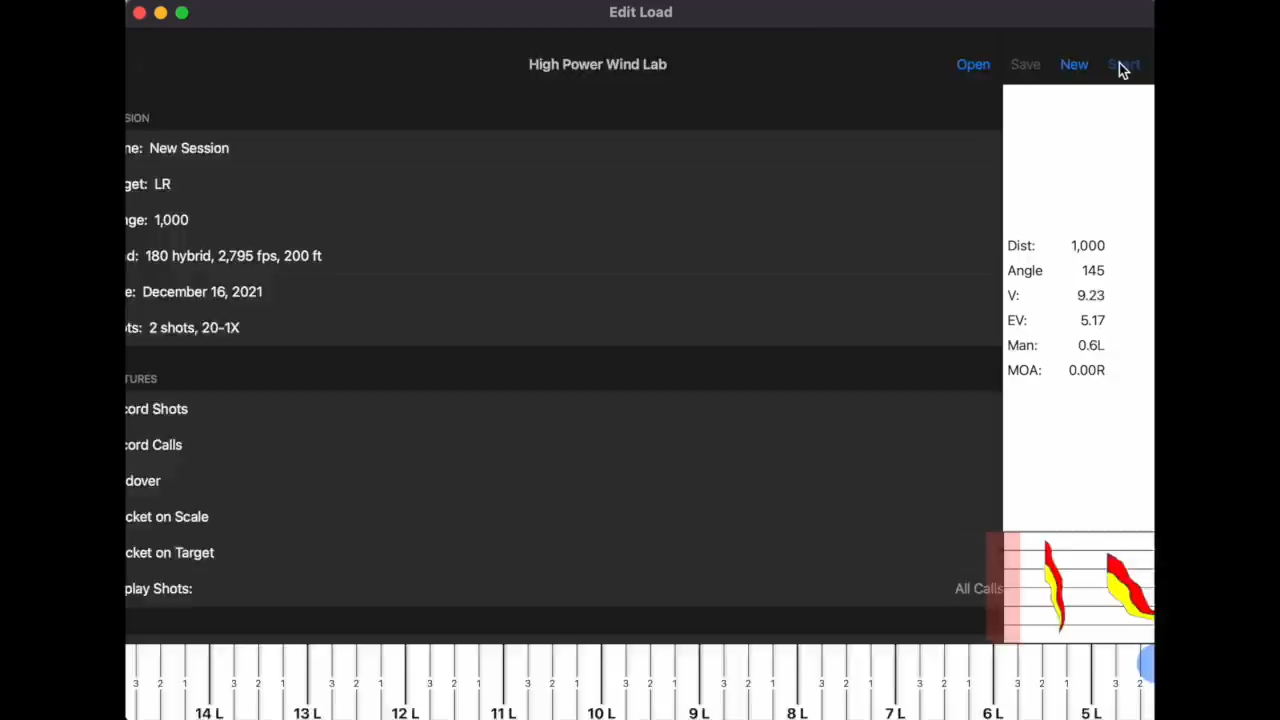 Edit Load
High Power Wind Lab
Open Save New Start
SION
ne: New Session
get: LR
nge: 1,000
d: 180 hybrid, 2,795 fps, 200 ft
e: December 16, 2021
ts: 2 shots, 20-1X
TURES
cord Shots
cord Calls
dover
cket on Scale
cket on Target
play Shots: All Calls
Dist: 1,000
Angle 145
V: 9.23
EV: 5.17
Man: 0.6L
MOA: 0.00R
3 2 1 3 2 1 3 2 1 3 2 1 3 2 1 3 2 1 3 2 1 3 2 1 3 2 1 3 2 1 3 2
14 L 13 L 12 L 11 L 10 L 9 L 8 L 7 L 6 L 5 L